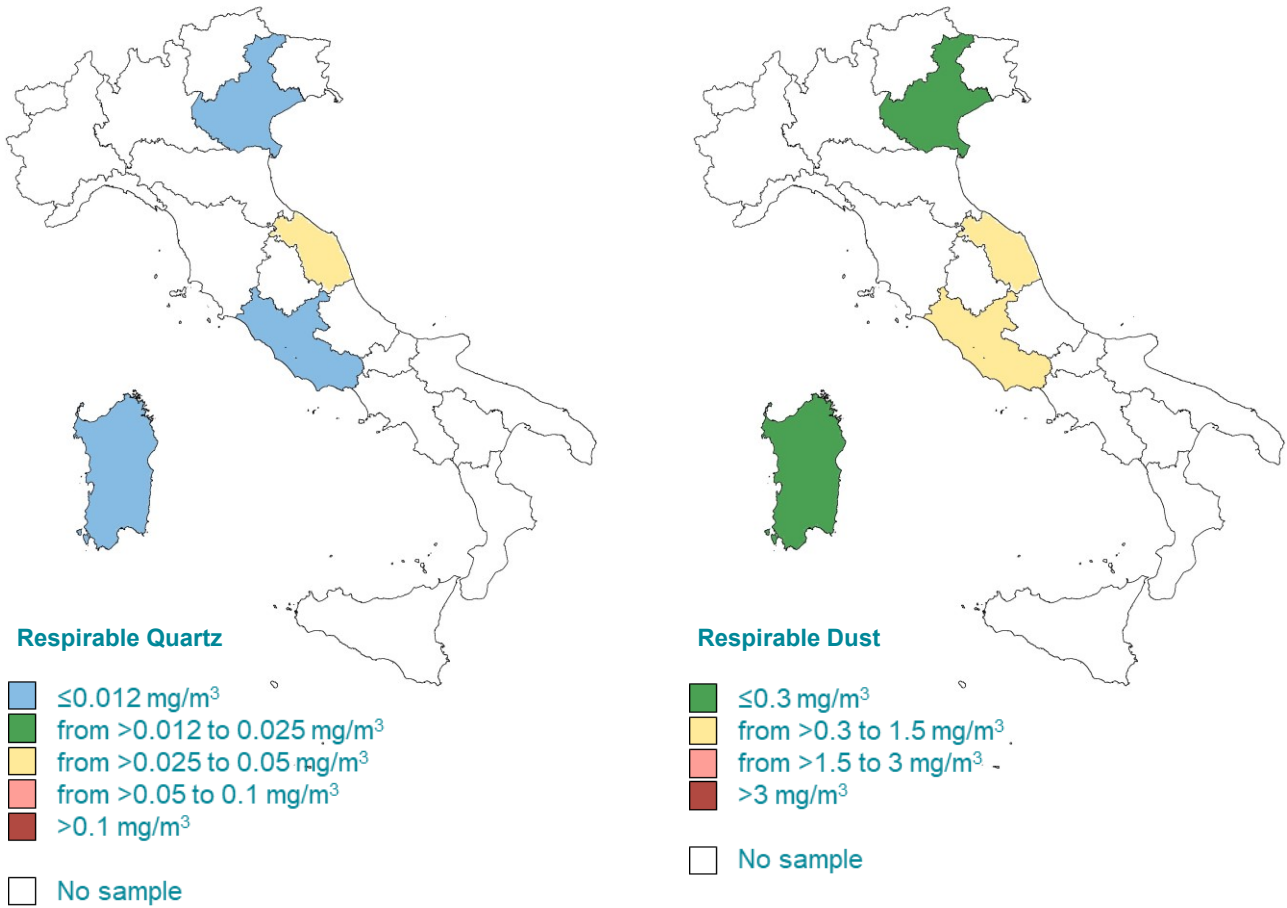 Respirable Quartz
≤0.012 mg/m³
from >0.012 to 0.025 mg/m³
from >0.025 to 0.05 mg/m³
from >0.05 to 0.1 mg/m³
>0.1 mg/m³
No sample
Respirable Dust
≤0.3 mg/m³
from >0.3 to 1.5 mg/m³
from >1.5 to 3 mg/m³
>3 mg/m³
No sample